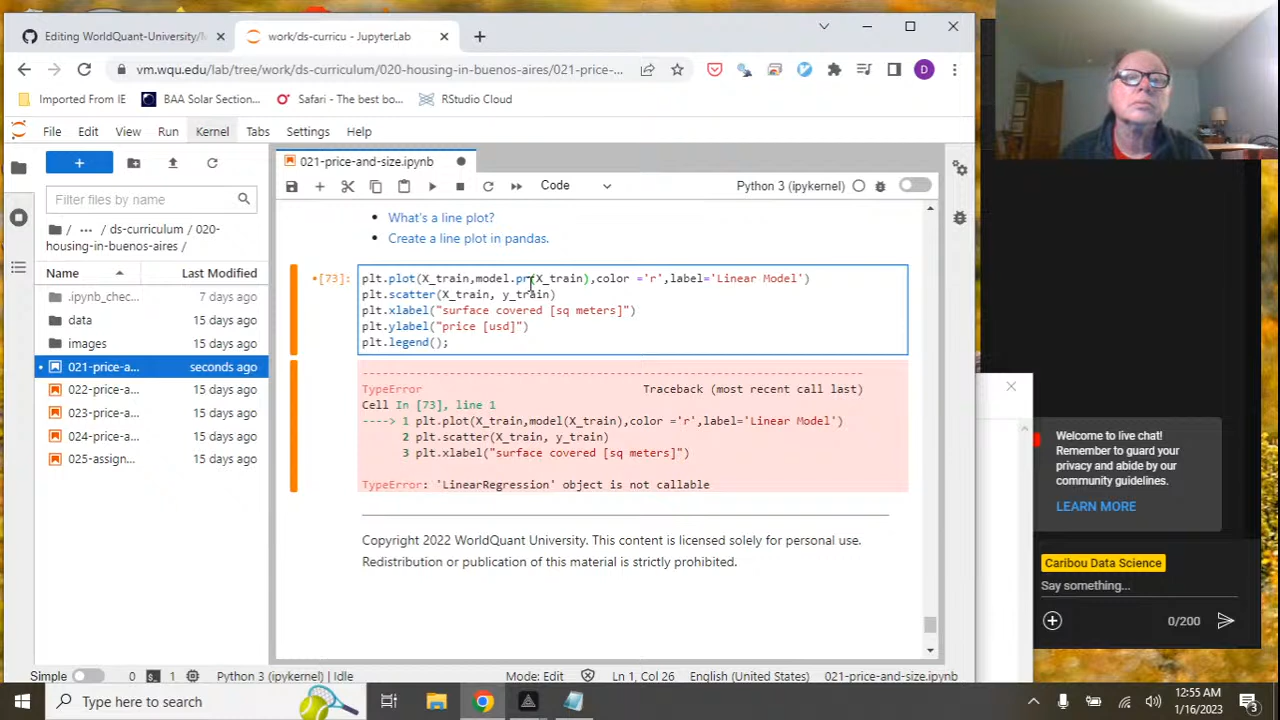 Editing WorldQuant-University/
work/ds-curricu - JupyterLab
vm.wqu.edu/lab/tree/work/ds-curriculum/020-housing-in-buenos-aires/021-price-...
D
Imported From IE
BAA Solar Section...
Safari - The best bo...
RStudio Cloud
File Edit View Run Kernel Tabs Settings Help
021-price-and-size.ipynb
Code
Python 3 (ipykernel)
Filter files by name
/ ··· / ds-curriculum / 020-
housing-in-buenos-aires /
Name Last Modified
.ipynb_chec... 7 days ago
data 15 days ago
images 15 days ago
021-price-a... seconds ago
022-price-a... 15 days ago
023-price-a... 15 days ago
024-price-a... 15 days ago
025-assign... 15 days ago
• What's a line plot?
• Create a line plot in pandas.
•[73]:
plt.plot(X_train,model.pr(X_train),color ='r',label='Linear Model')
plt.scatter(X_train, y_train)
plt.xlabel("surface covered [sq meters]")
plt.ylabel("price [usd]")
plt.legend();
---------------------------------------------------------------------------
TypeError Traceback (most recent call last)
Cell In [73], line 1
----> 1 plt.plot(X_train,model(X_train),color ='r',label='Linear Model')
2 plt.scatter(X_train, y_train)
3 plt.xlabel("surface covered [sq meters]")
TypeError: 'LinearRegression' object is not callable
Copyright 2022 WorldQuant University. This content is licensed solely for personal use.
Redistribution or publication of this material is strictly prohibited.
Simple 0 1 Python 3 (ipykernel) | Idle
Mode: Edit Ln 1, Col 26 English (United States) 021-price-and-size.ipynb
Welcome to live chat!
Remember to guard your
privacy and abide by our
community guidelines.
LEARN MORE
Caribou Data Science
Say something...
0/200
Type here to search
12:55 AM
1/16/2023
3